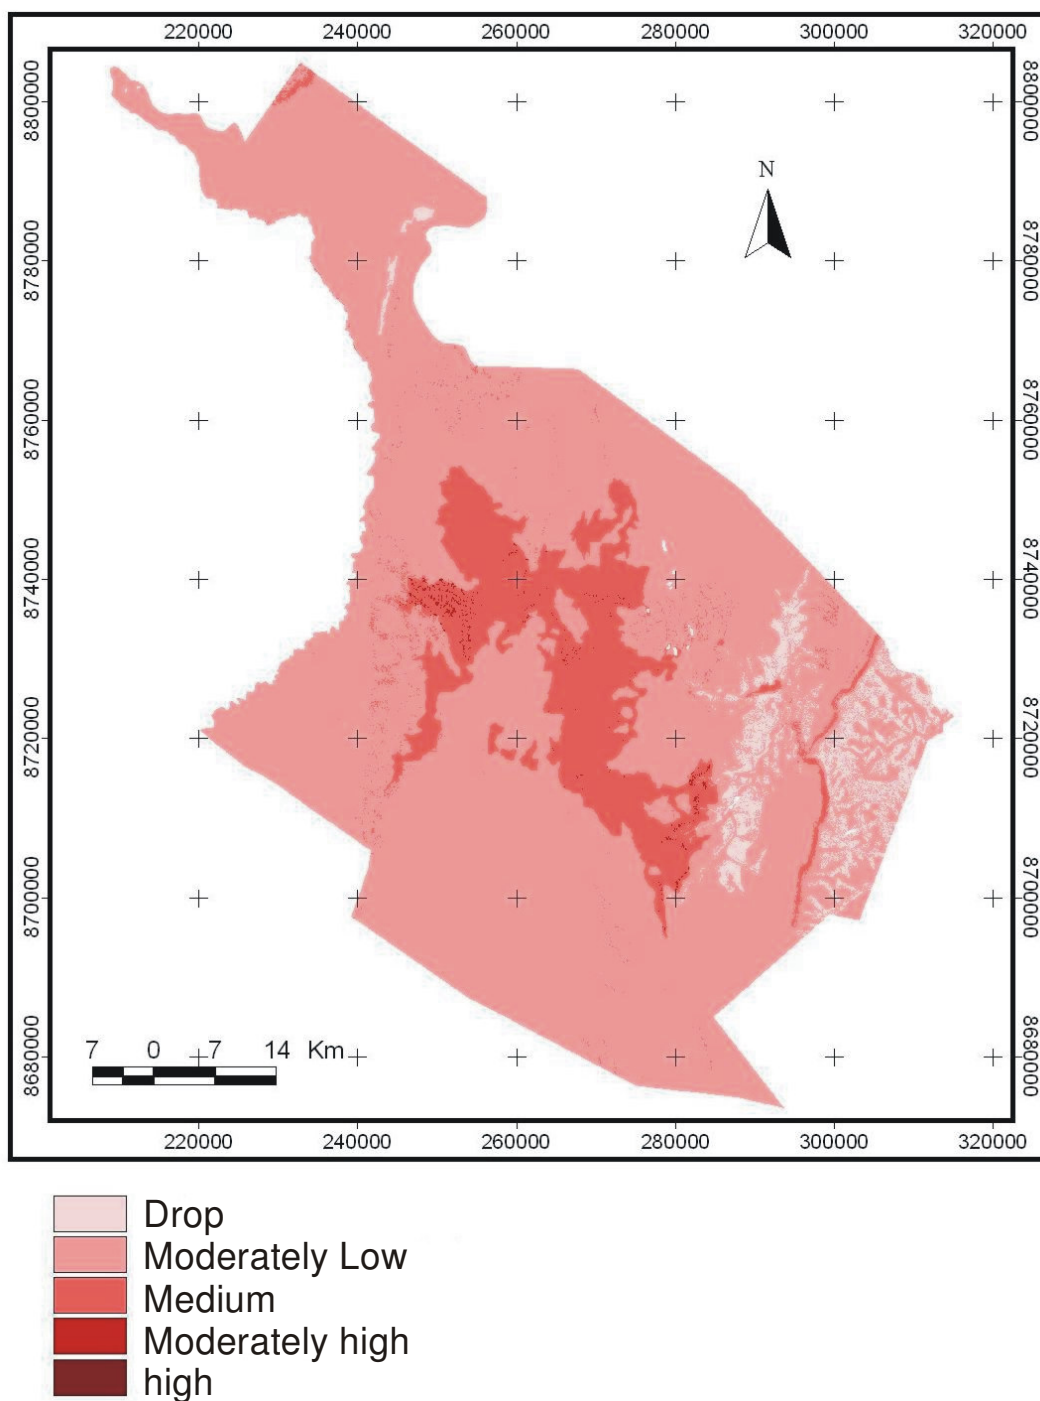 220000 240000 260000 280000 300000 320000
8800000 8800000
N
8780000 8780000
8760000 8760000
8740000 8740000
8720000 8720000
8700000 8700000
7 0 7 14 Km
8680000 8680000
220000 240000 260000 280000 300000 320000
Drop
Moderately Low
Medium
Moderately high
high